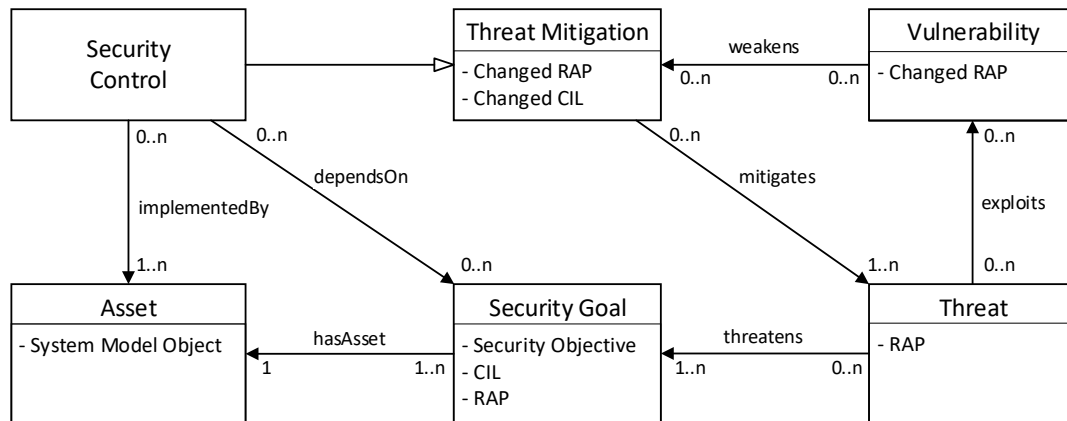 Security
Control
Threat Mitigation
- Changed RAP
- Changed CIL
weakens
0..n
0..n
Vulnerability
- Changed RAP
0..n
0..n
0..n
0..n
dependsOn
mitigates
implementedBy
exploits
1..n
0..n
1..n
0..n
Asset
- System Model Object
hasAsset
1
1..n
Security Goal
- Security Objective
- CIL
- RAP
threatens
1..n
0..n
Threat
- RAP